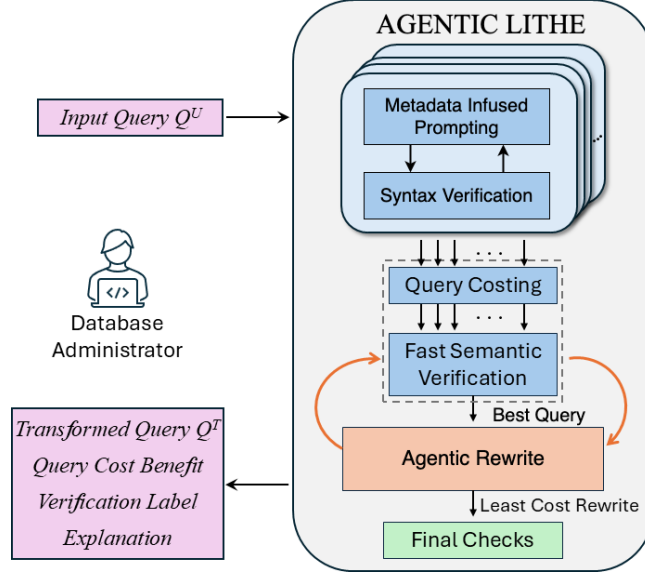 AGENTIC LITHE
Input Query Q^U
Metadata Infused
Prompting
Syntax Verification
...
. . .
Query Costing
. . .
Fast Semantic
Verification
Database
Administrator
Best Query
Agentic Rewrite
Least Cost Rewrite
Final Checks
Transformed Query Q^T
Query Cost Benefit
Verification Label
Explanation